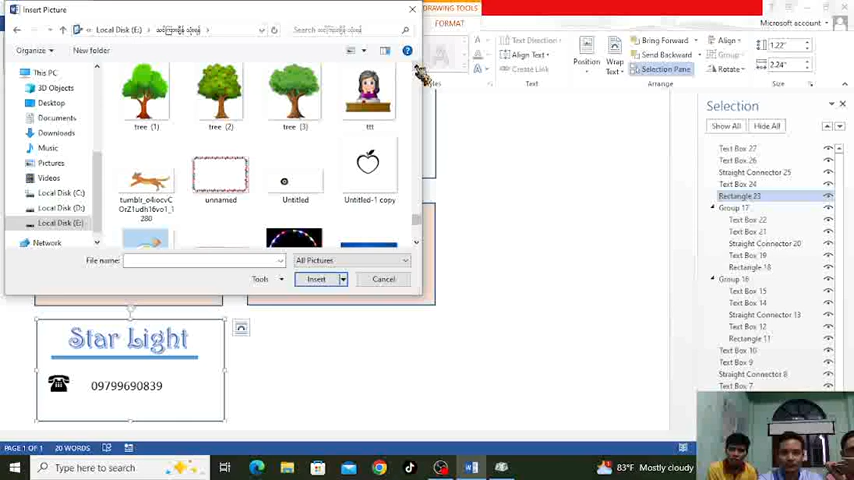 Insert Picture
DRAWING TOOLS
FORMAT
Microsoft account
Local Disk (E:)
Search
Organize
New folder
This PC
3D Objects
Desktop
Documents
Downloads
Music
Pictures
Videos
Local Disk (C:)
Local Disk (D:)
Local Disk (E:)
Network
tree (1)
tree (2)
tree (3)
ttt
unnamed
Untitled
Untitled-1 copy
File name:
All Pictures
Tools
Insert
Cancel
Text Direction
Align Text
Create Link
Text
Position
Wrap
Text
Bring Forward
Send Backward
Selection Pane
Align
Group
Rotate
Arrange
1.22"
2.24"
Size
Selection
Show All
Hide All
Text Box 27
Text Box 26
Straight Connector 25
Text Box 24
Rectangle 23
Group 17
Text Box 22
Text Box 21
Straight Connector 20
Text Box 19
Rectangle 18
Group 16
Text Box 15
Text Box 14
Straight Connector 13
Text Box 12
Rectangle 11
Text Box 10
Text Box 9
Straight Connector 8
Text Box 7
Star Light
09799690839
PAGE 1 OF 1
20 WORDS
Type here to search
83°F Mostly cloudy